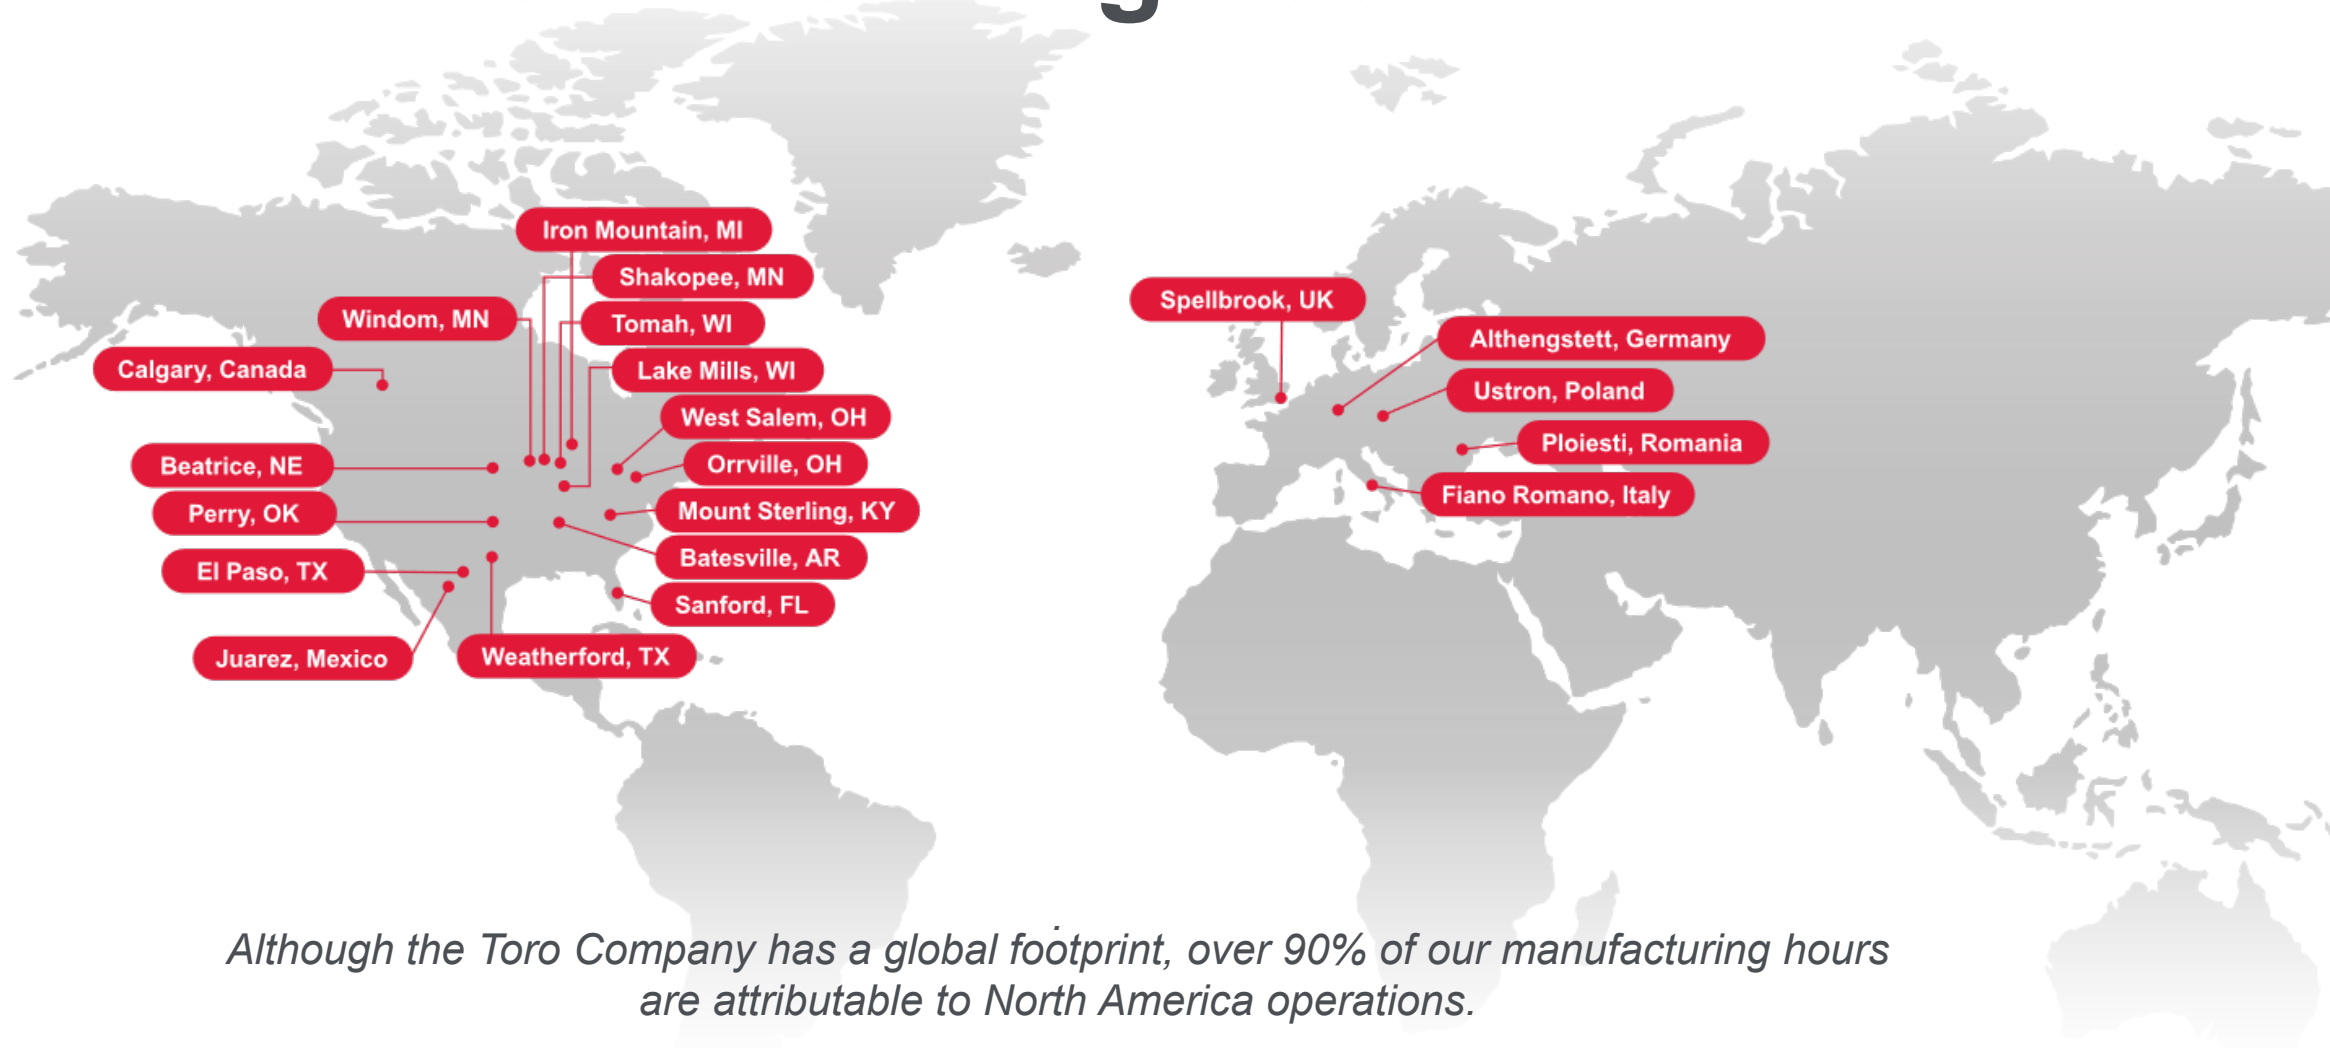 Iron Mountain, MI
Shakopee, MN
Windom, MN
Tomah, WI
Calgary, Canada
Lake Mills, WI
West Salem, OH
Beatrice, NE
Orrville, OH
Perry, OK
Mount Sterling, KY
Batesville, AR
El Paso, TX
Sanford, FL
Juarez, Mexico
Weatherford, TX
Spellbrook, UK
Althengstett, Germany
Ustron, Poland
Ploiesti, Romania
Fiano Romano, Italy
Although the Toro Company has a global footprint, over 90% of our manufacturing hours
are attributable to North America operations.